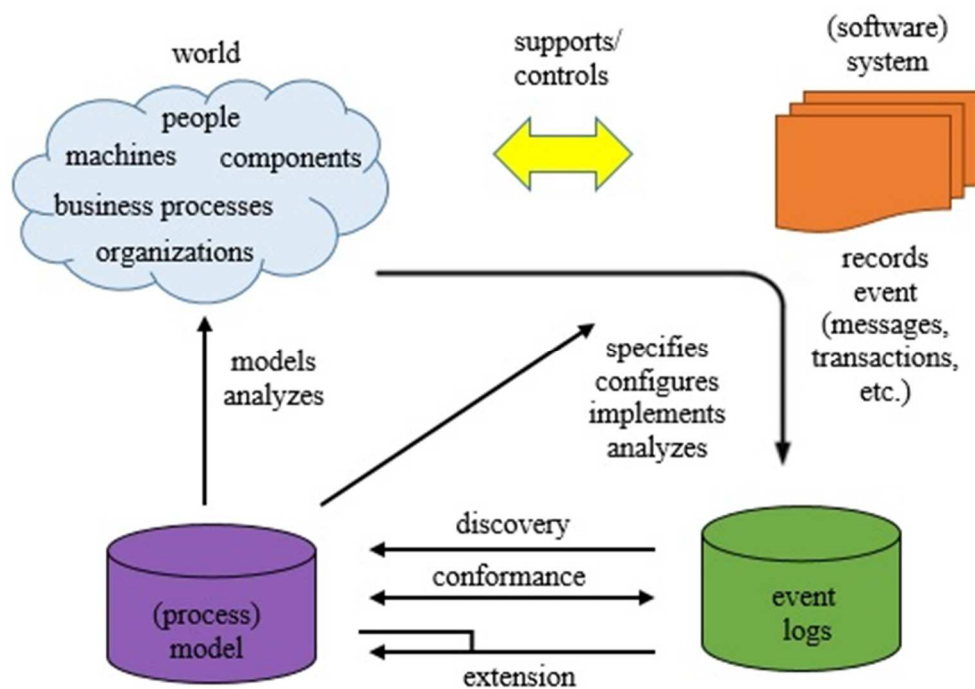 world
people
machines components
business processes
organizations
supports/
controls
(software)
system
records
event
(messages,
transactions,
etc.)
models
analyzes
specifies
configures
implements
analyzes
discovery
conformance
extension
(process)
model
event
logs